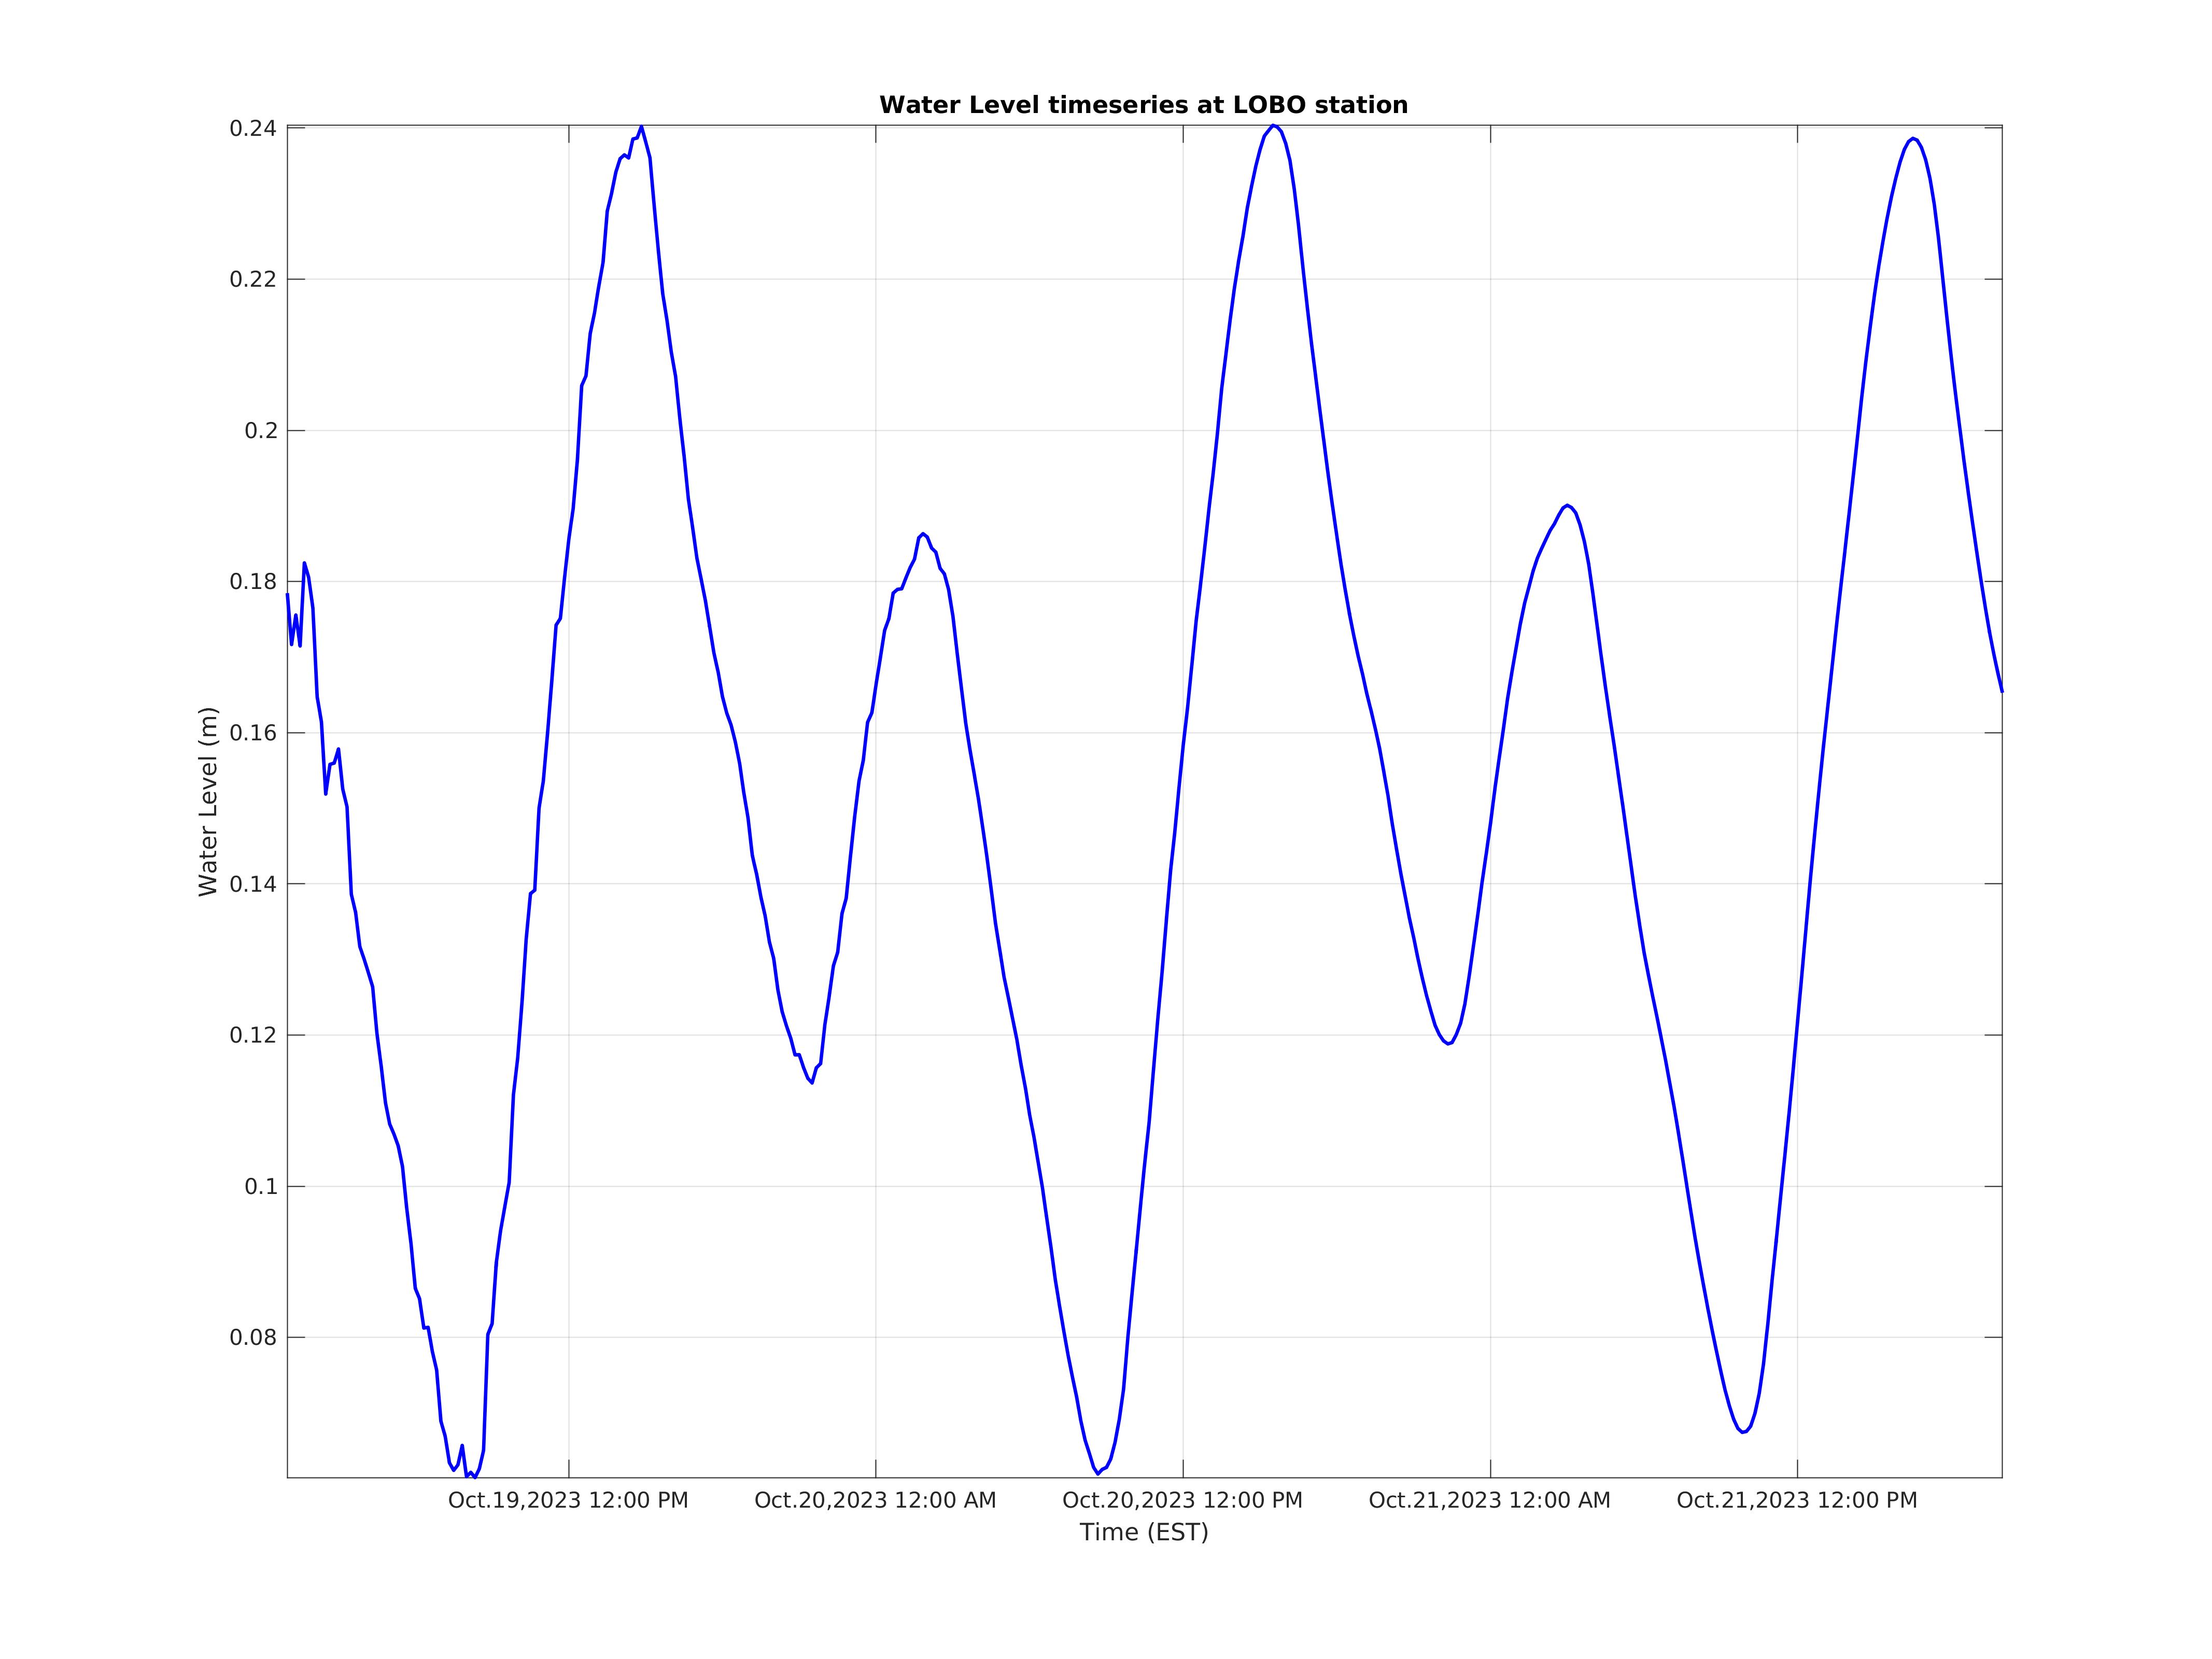 Water Level timeseries at LOBO station
0.24
0.22
0.2
0.18
0.16
0.14
0.12
0.1
0.08
Water Level (m)
Oct.19,2023 12:00 PM
Oct.20,2023 12:00 AM
Oct.20,2023 12:00 PM
Oct.21,2023 12:00 AM
Oct.21,2023 12:00 PM
Time (EST)